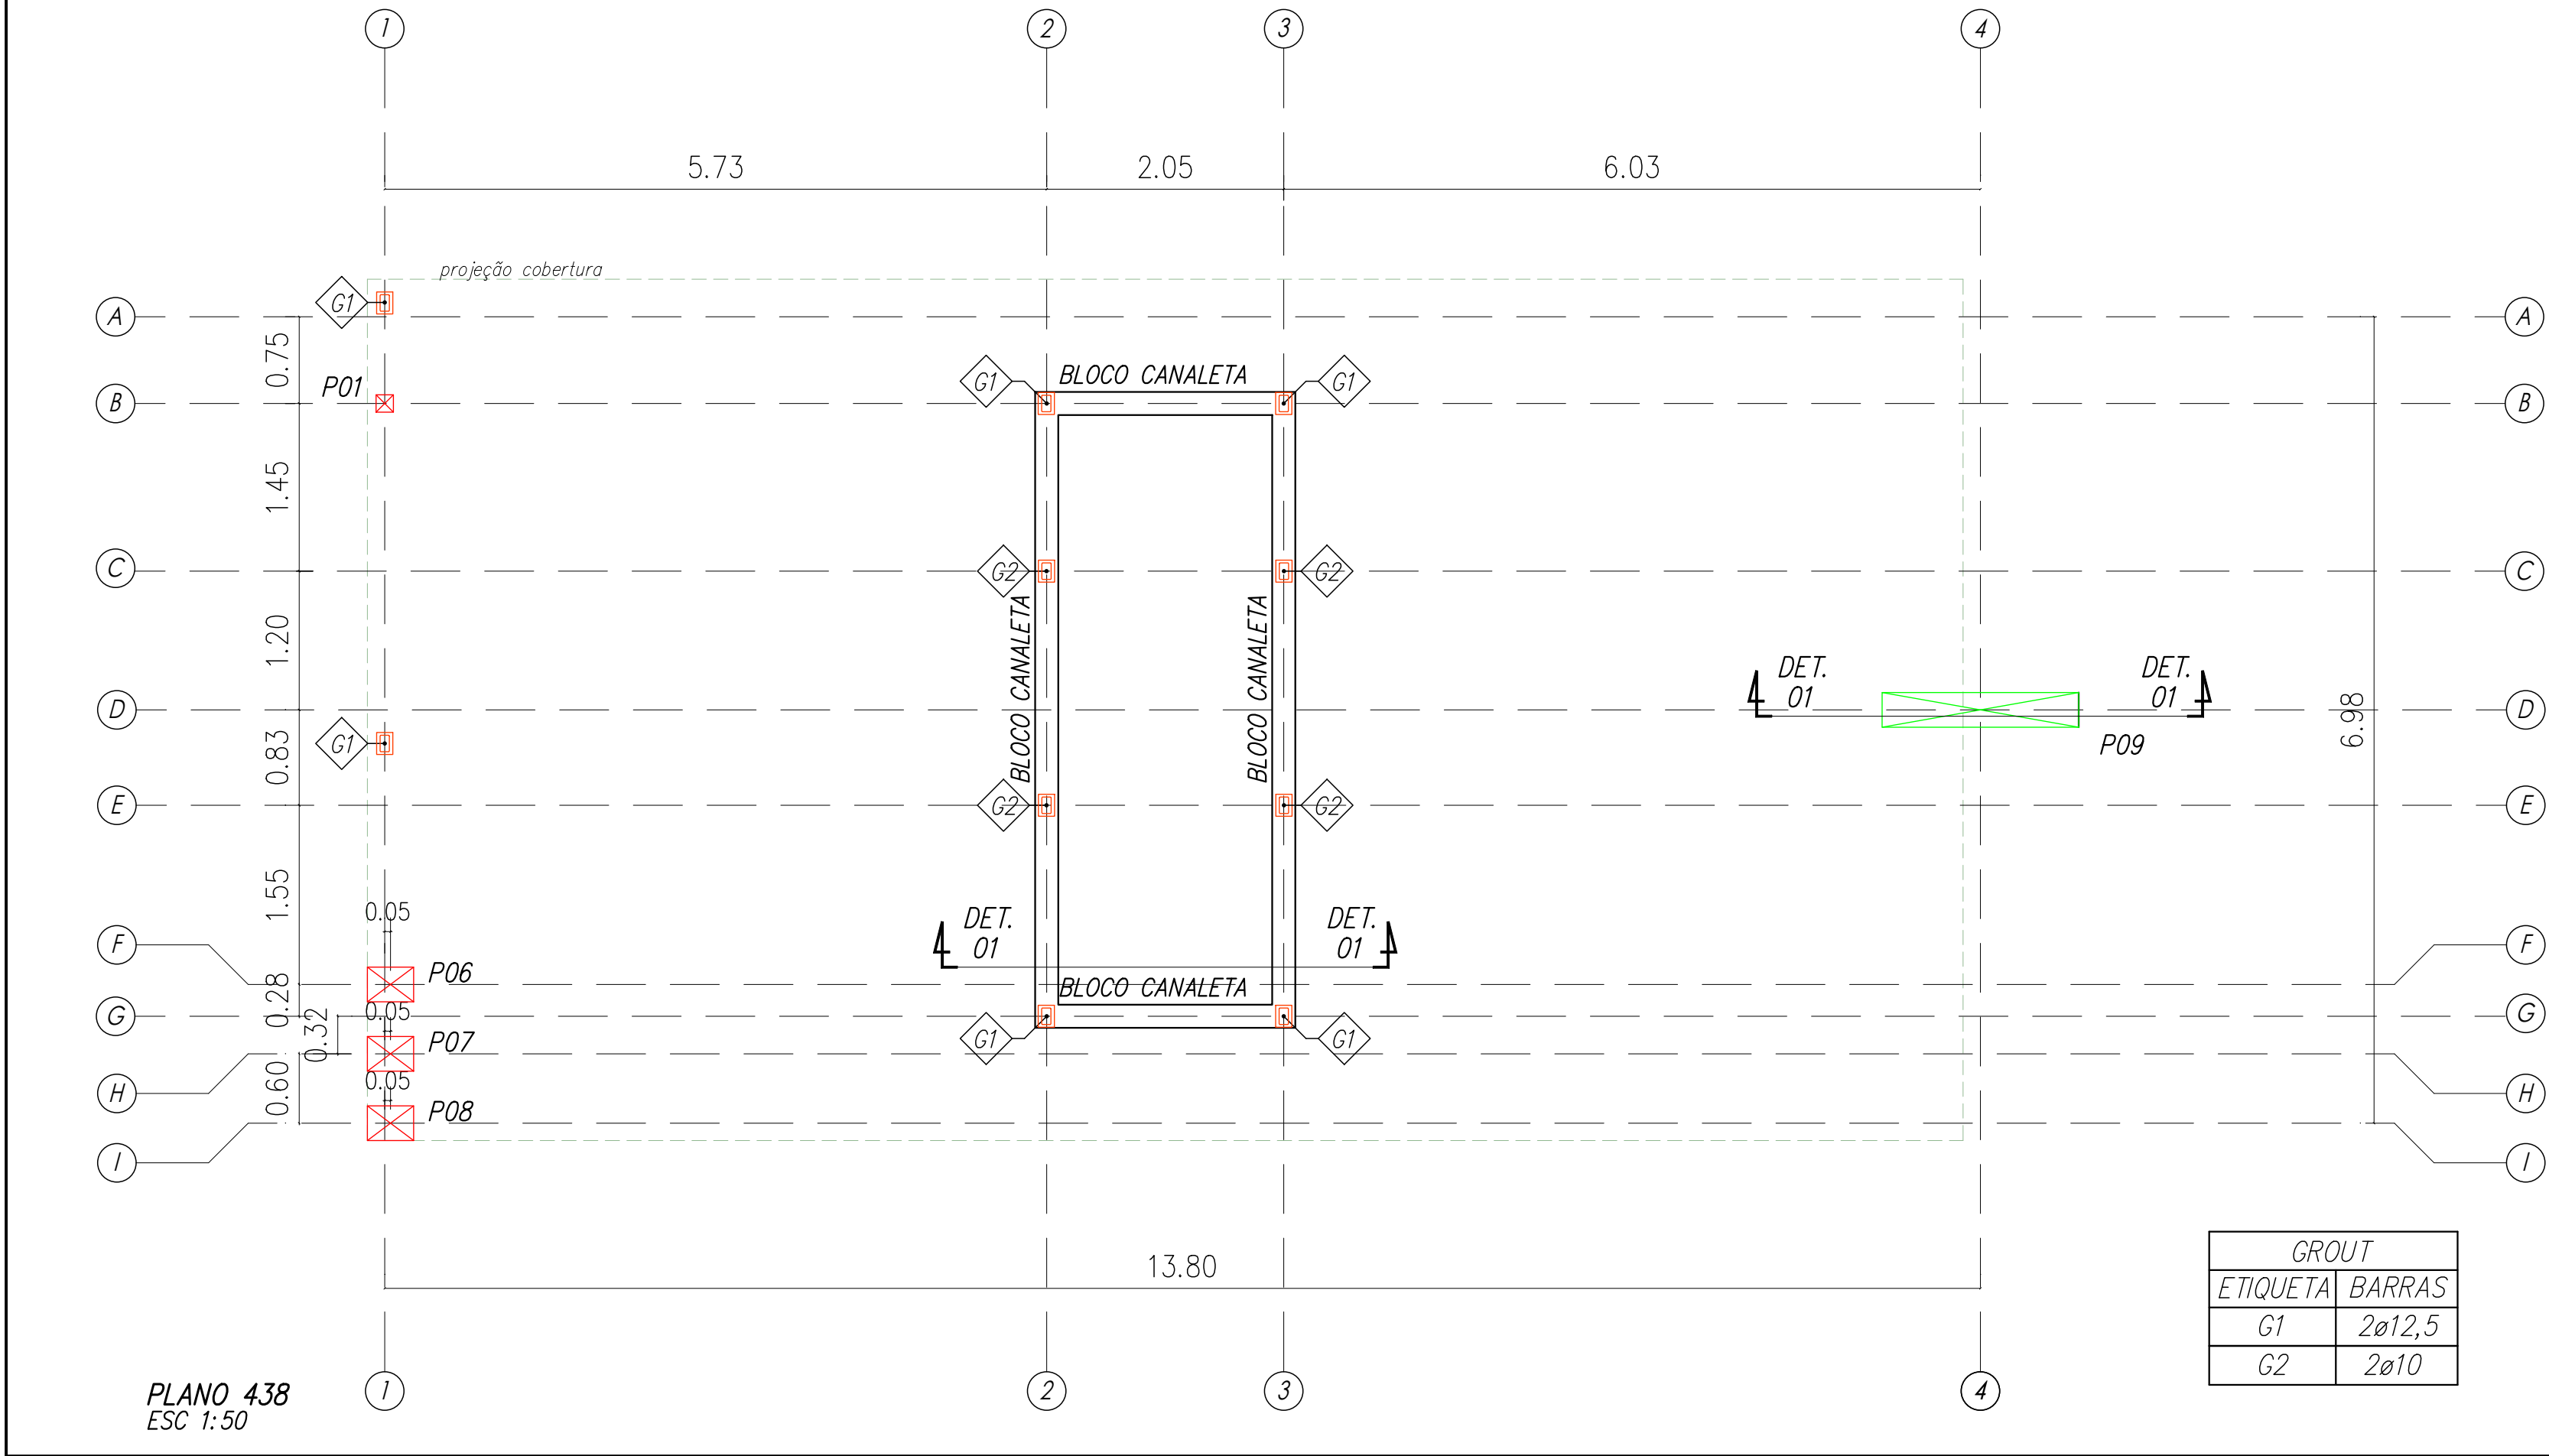 1
2
3
4
5.73
2.05
6.03
projeção cobertura
G1
A
A
0.75
BLOCO CANALETA
G1
G1
P01
B
B
1.45
C
G2
G2
C
1.20
BLOCO CANALETA
BLOCO CANALETA
DET.
01
DET.
01
D
D
6.98
G1
P09
0.83
E
G2
G2
E
1.55
0.05
DET.
01
DET.
01
F
F
P06
0.28
BLOCO CANALETA
G
0.05
G
0.32
G1
G1
P07
H
0.05
H
0.60
P08
I
I
13.80
GROUT
ETIQUETA BARRAS
G1 2ø12,5
G2 2ø10
1
2
3
4
PLANO 438
ESC 1:50